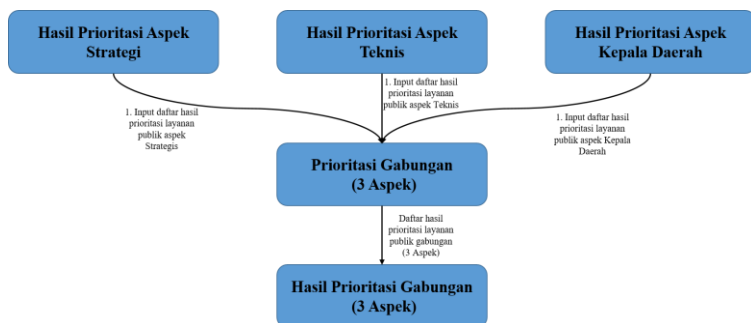 Hasil Prioritasi Aspek
Strategi
Hasil Prioritasi Aspek
Teknis
Hasil Prioritasi Aspek
Kepala Daerah
1. Input daftar hasil
prioritasi layanan
publik aspek
Strategis
1. Input daftar hasil
prioritasi layanan
publik aspek Teknis
1. Input daftar hasil
prioritasi layanan
publik aspek Kepala
Daerah
Prioritasi Gabungan
(3 Aspek)
Daftar hasil
prioritasi layanan
publik gabungan
(3 Aspek)
Hasil Prioritasi Gabungan
(3 Aspek)